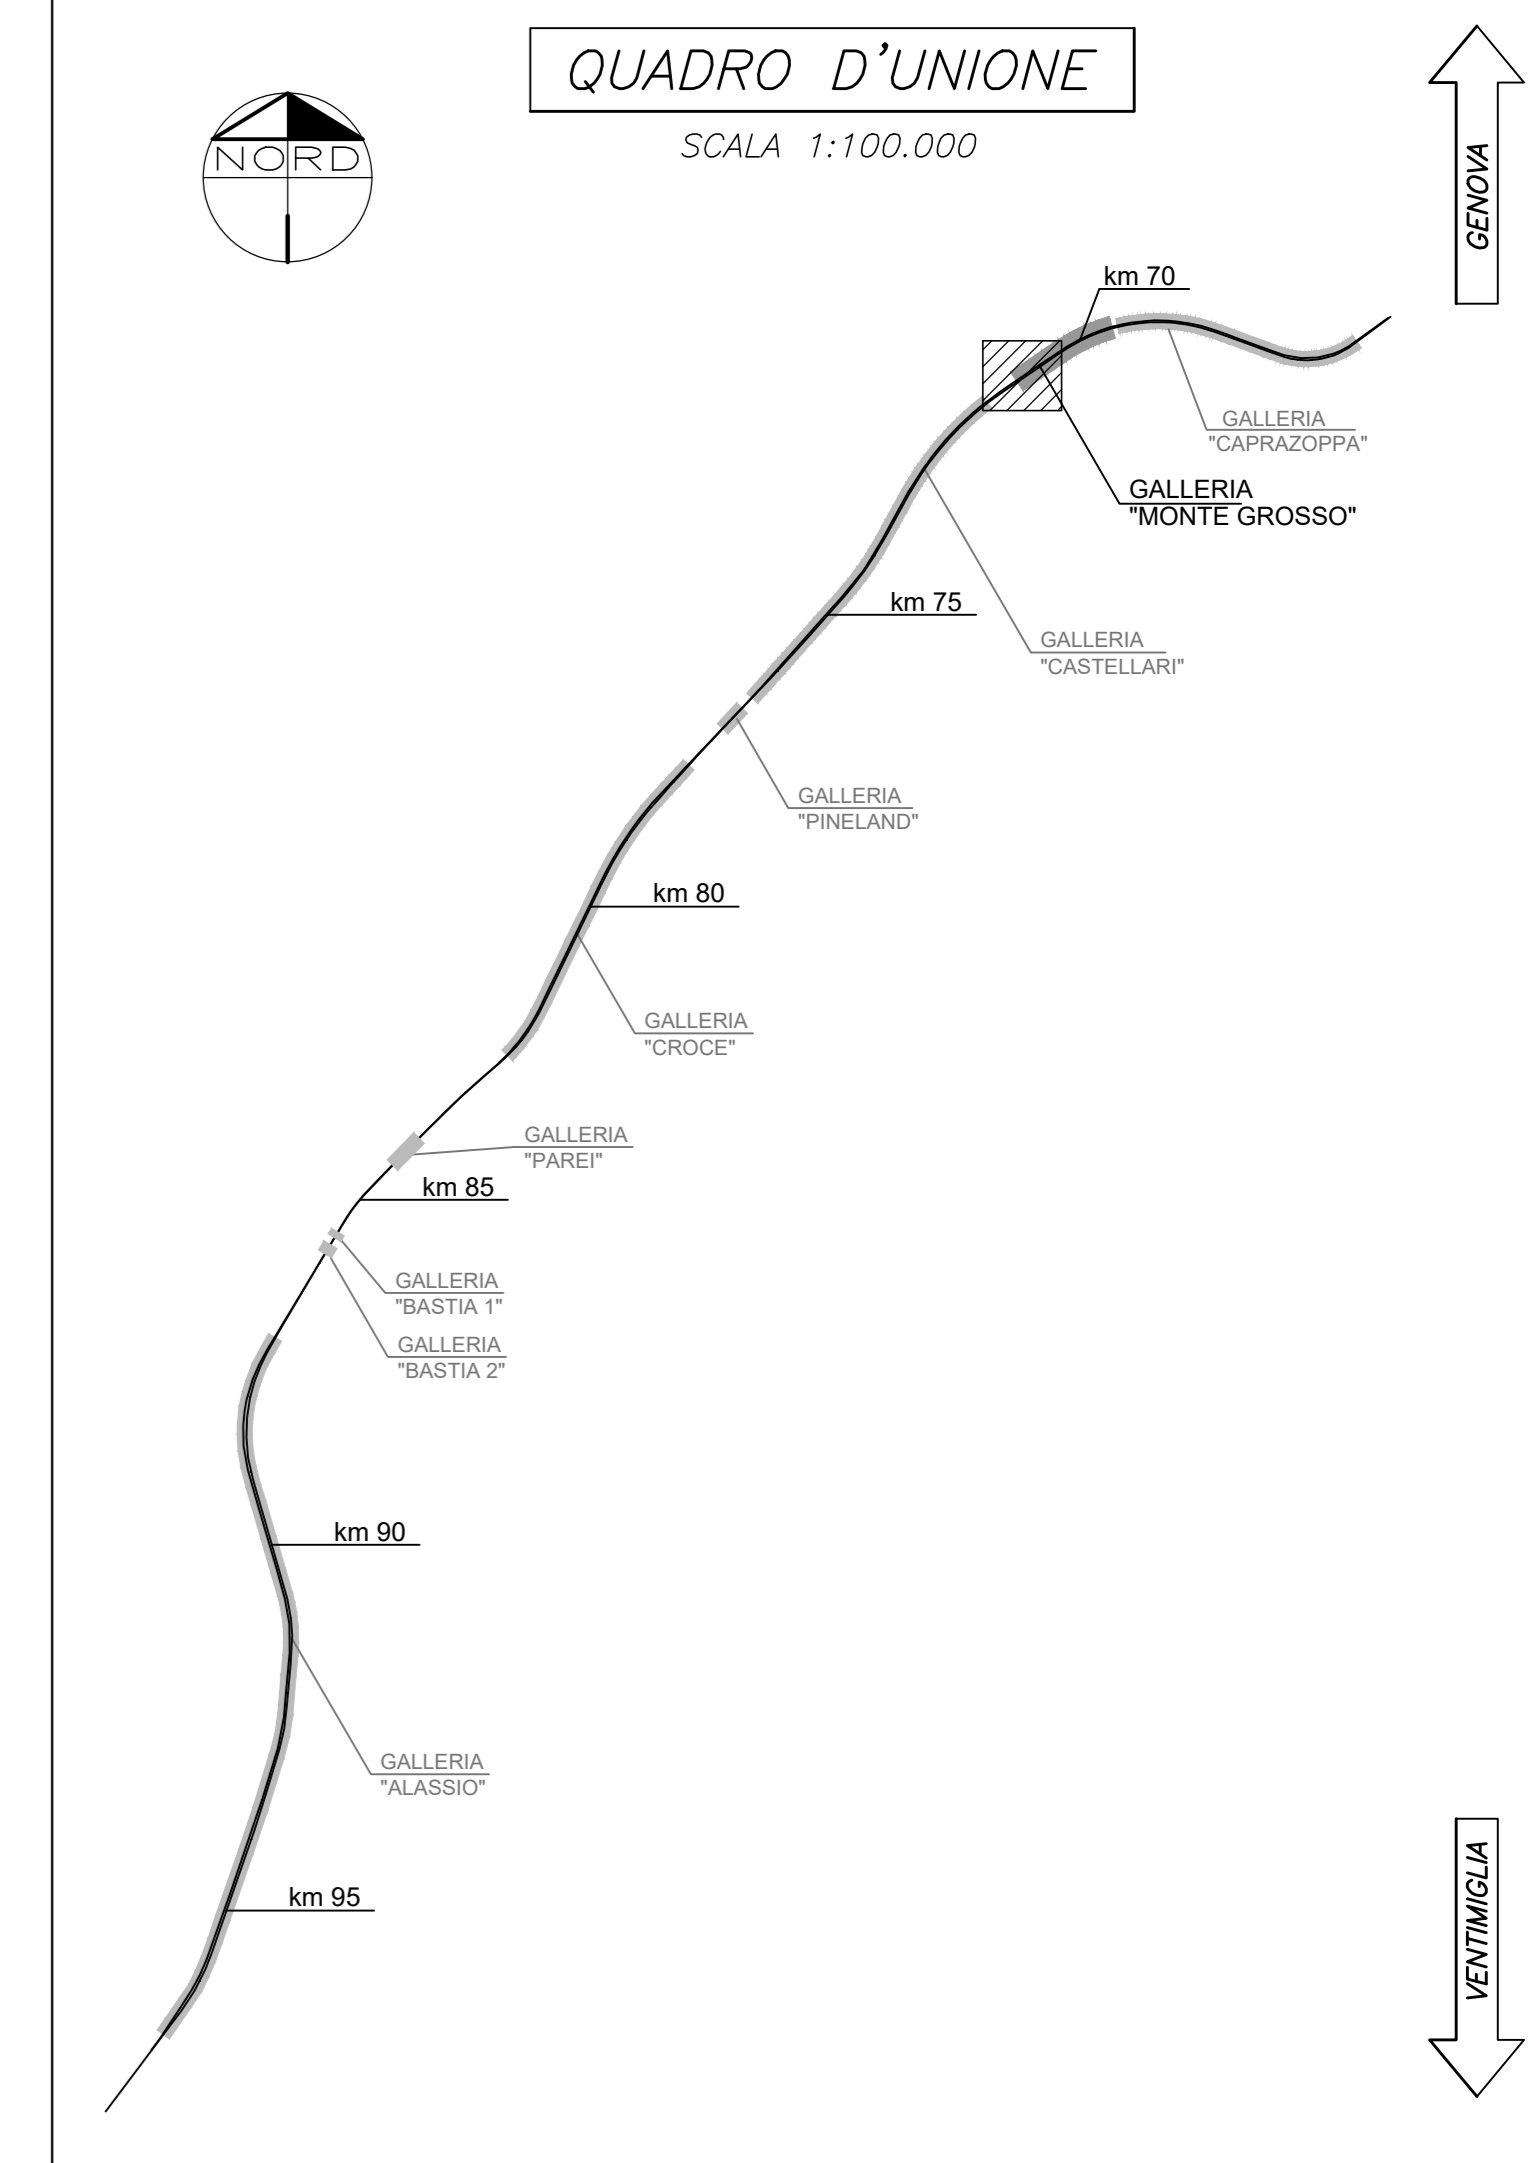 QUADRO D'UNIONE
SCALA 1:100.000
NORD
GENOVA
km 70
GALLERIA
"CAPRAZOPPA"
GALLERIA
"MONTE GROSSO"
km 75
GALLERIA
"CASTELLARI"
GALLERIA
"PINELAND"
km 80
GALLERIA
"CROCE"
GALLERIA
"PAREI"
km 85
GALLERIA
"BASTIA 1"
GALLERIA
"BASTIA 2"
km 90
GALLERIA
"ALASSIO"
km 95
VENTIMIGLIA